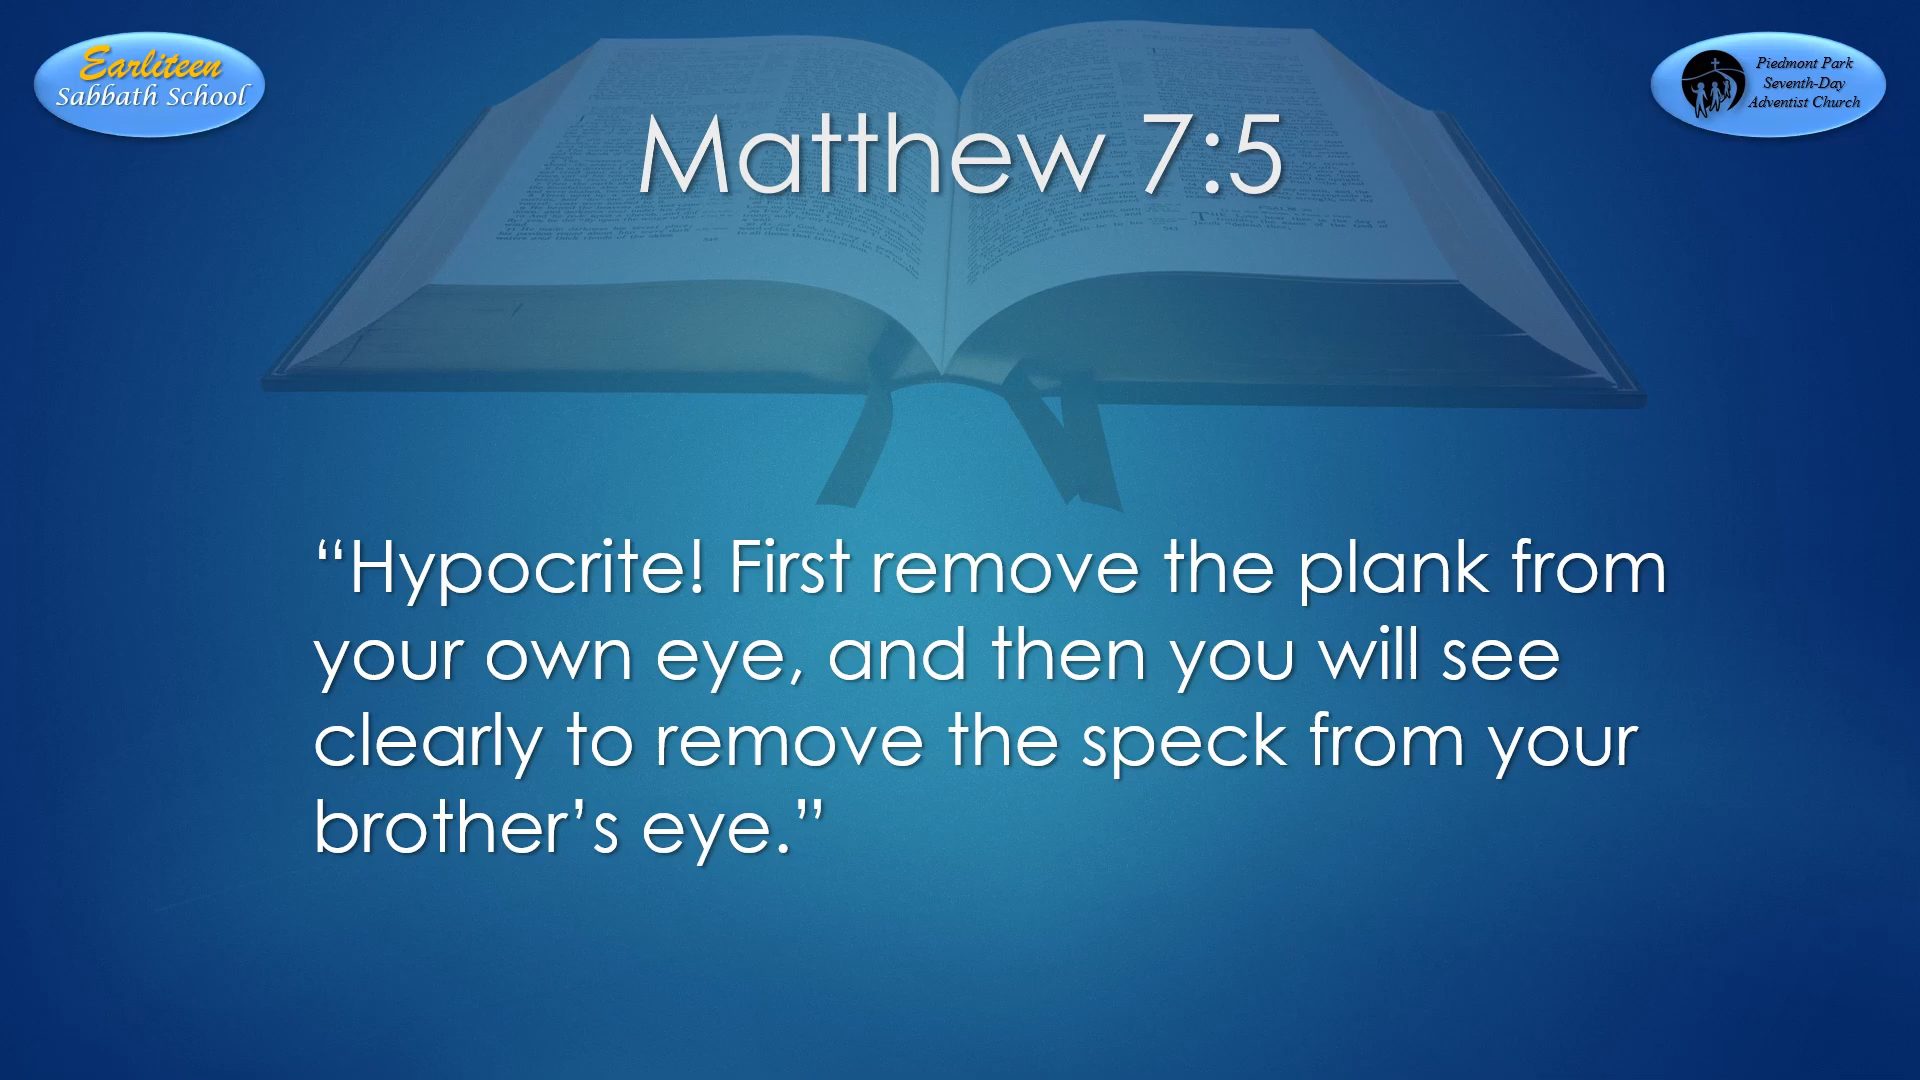 Earliteen
Sabbath School
Piedmont Park
Seventh-Day
Adventist Church
Matthew 7:5
“Hypocrite! First remove the plank from
your own eye, and then you will see
clearly to remove the speck from your
brother’s eye.”